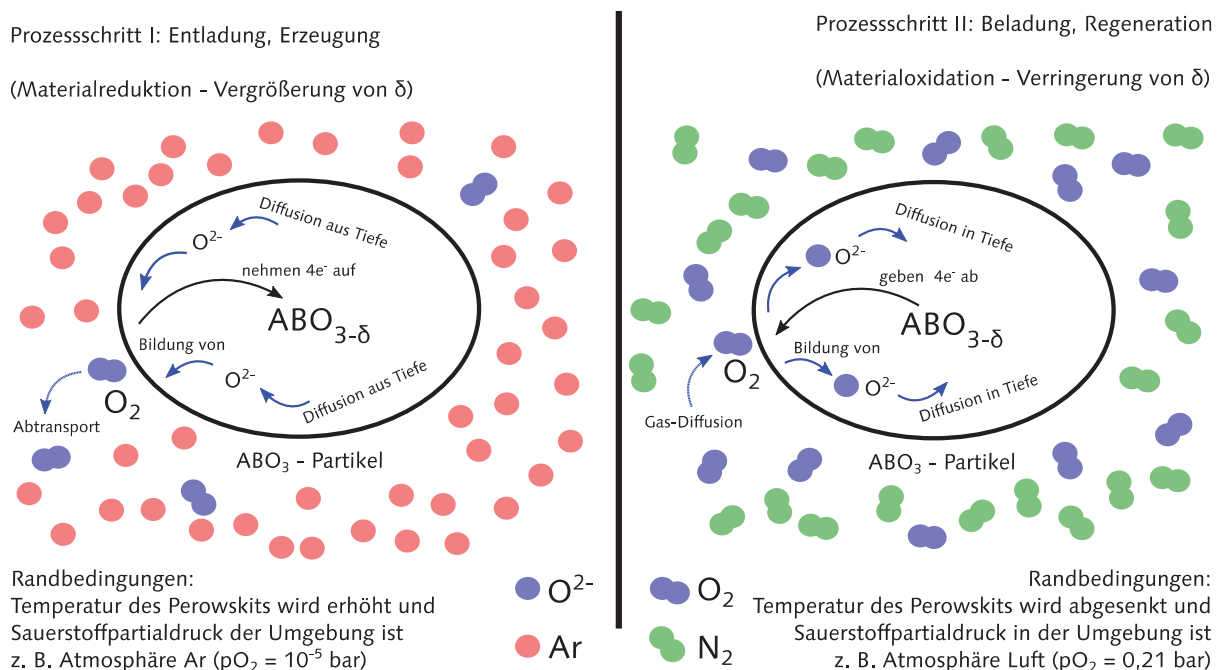 Prozessschritt I: Entladung, Erzeugung
(Materialreduktion - Vergrößerung von δ)
Diffusion aus Tiefe
O²⁻
nehmen 4e⁻ auf
ABO₃₋δ
Bildung von
O²⁻
Diffusion aus Tiefe
O₂
Abtransport
ABO₃ - Partikel
Randbedingungen:
Temperatur des Perowskits wird erhöht und
Sauerstoffpartialdruck der Umgebung ist
z. B. Atmosphäre Ar (pO₂ = 10⁻⁵ bar)
O²⁻
Ar
Prozessschritt II: Beladung, Regeneration
(Materialoxidation - Verringerung von δ)
Diffusion in Tiefe
O²⁻
geben 4e⁻ ab
ABO₃₋δ
Bildung von
O₂
O²⁻
Diffusion in Tiefe
Gas-Diffusion
ABO₃ - Partikel
O₂
N₂
Randbedingungen:
Temperatur des Perowskits wird abgesenkt und
Sauerstoffpartialdruck in der Umgebung ist
z. B. Atmosphäre Luft (pO₂ = 0,21 bar)